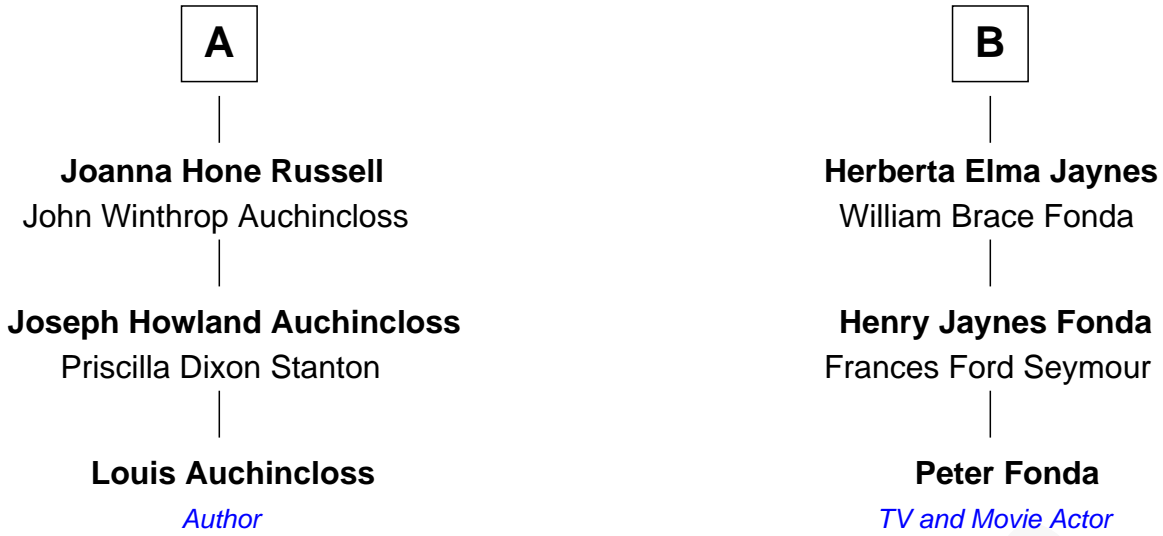 A
Joanna Hone Russell
John Winthrop Auchincloss
Joseph Howland Auchincloss
Priscilla Dixon Stanton
Louis Auchincloss
Author
B
Herberta Elma Jaynes
William Brace Fonda
Henry Jaynes Fonda
Frances Ford Seymour
Peter Fonda
TV and Movie Actor